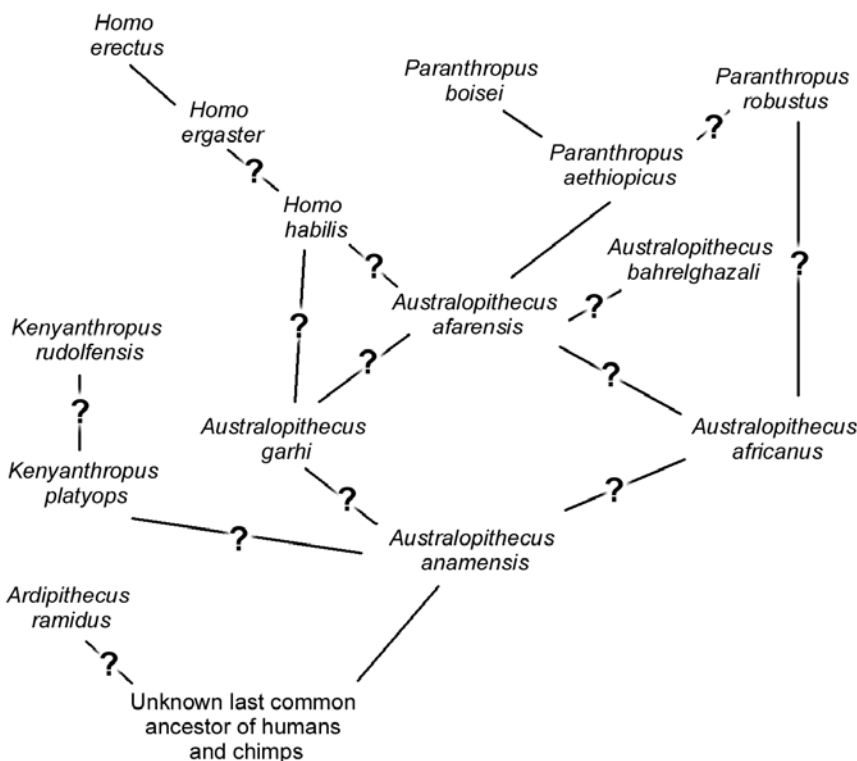 Homo
erectus
Paranthropus
boisei
Paranthropus
robustus
Homo
ergaster
?
Paranthropus
aethiopicus
?
Homo
habilis
?
Australopithecus
bahrelghazali
?
Australopithecus
afarensis
?
Kenyanthropus
rudolfensis
?
?
?
?
Australopithecus
garhi
Australopithecus
africanus
Kenyanthropus
platyops
?
?
?
Australopithecus
anamensis
Ardipithecus
ramidus
?
Unknown last common
ancestor of humans
and chimps